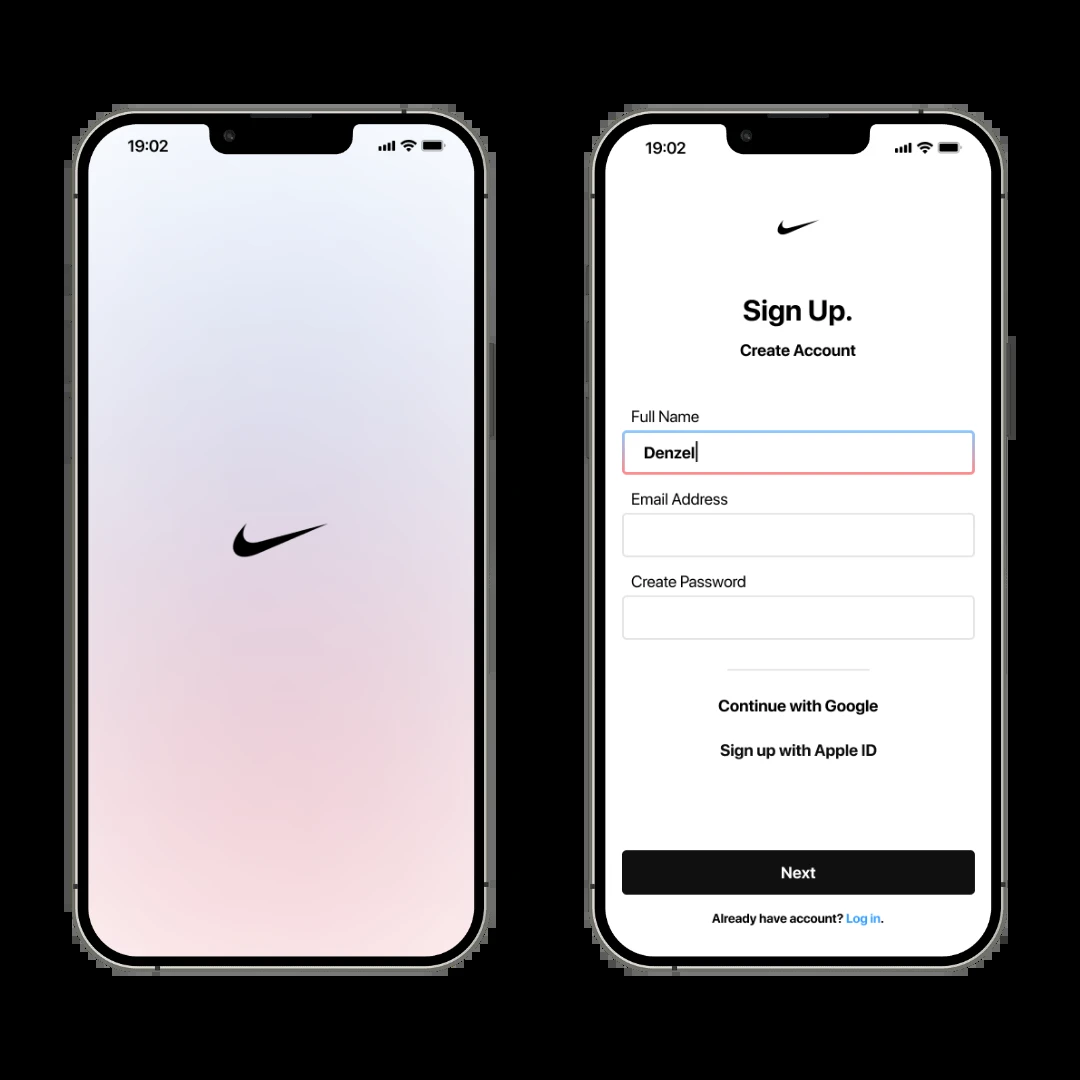 19:02
19:02
Sign Up.
Create Account
Full Name
Denzel
Email Address
Create Password
Continue with Google
Sign up with Apple ID
Next
Already have account? Log in.